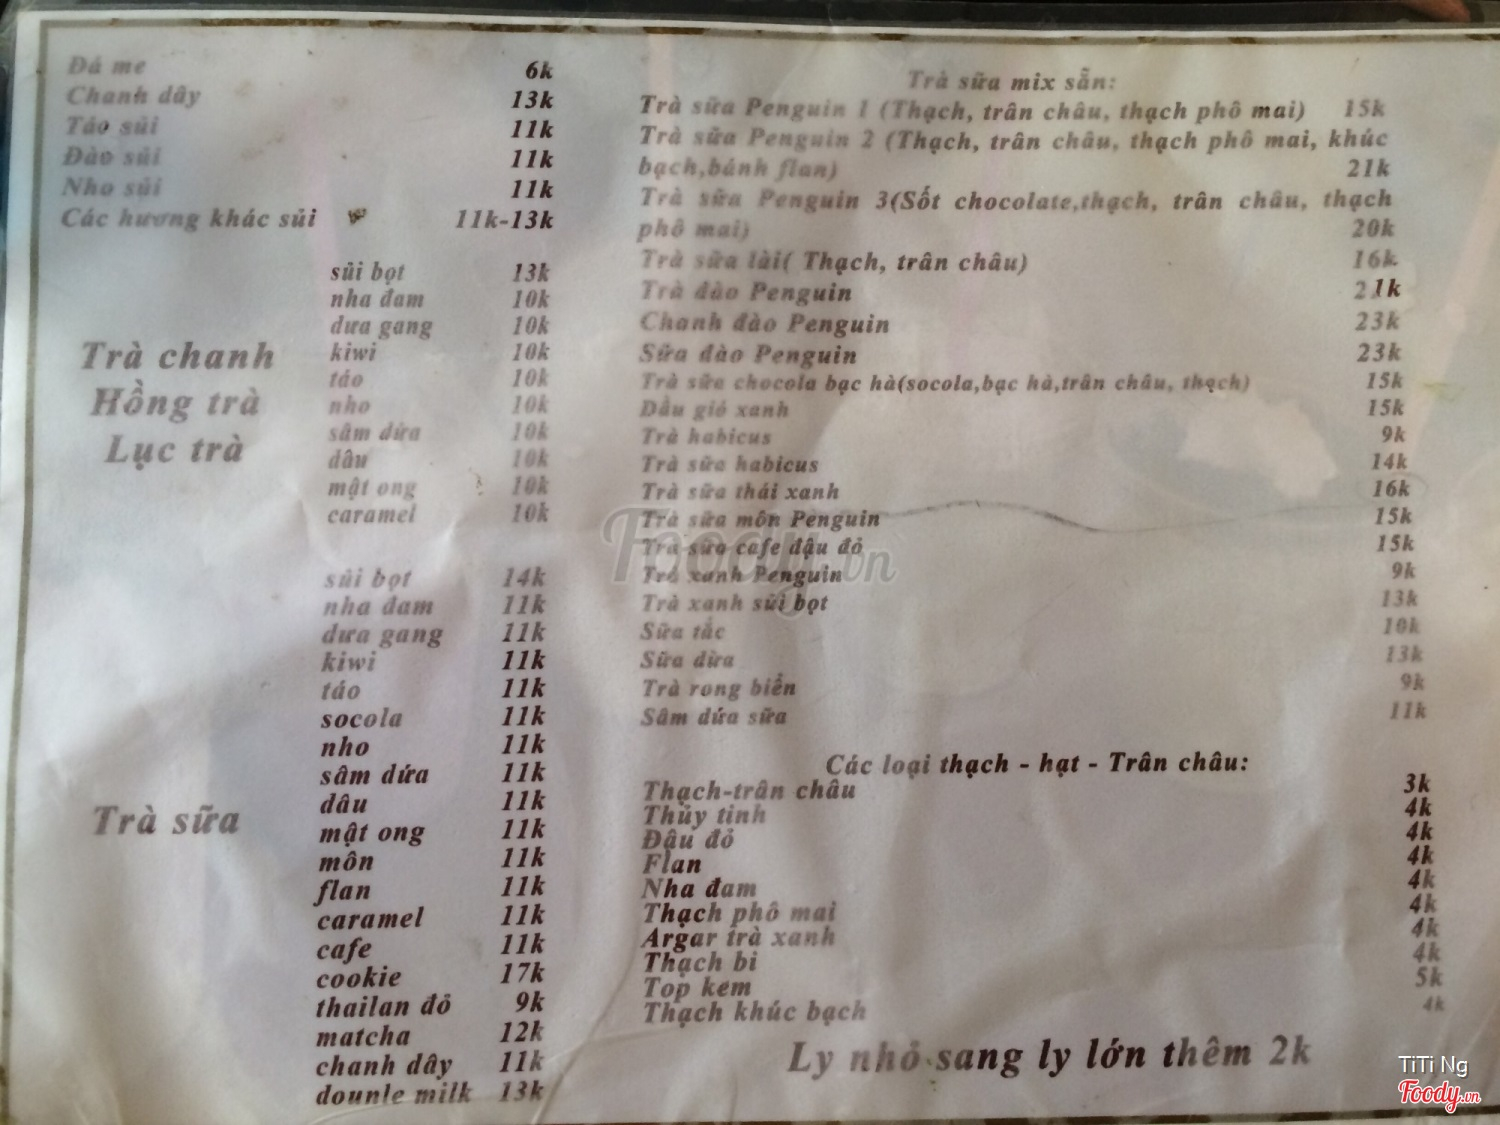 Đá me 6k
Chanh dây 13k
Táo sủi 11k
Đào sủi 11k
Nho sủi 11k
Các hương khác sủi 11k-13k
Trà chanh
Hồng trà
Lục trà
sủi bọt 13k
nha đam 10k
dưa gang 10k
kiwi 10k
táo 10k
nho 10k
sâm dứa 10k
dâu 10k
mật ong 10k
caramel 10k
Trà sữa
sủi bọt 14k
nha đam 11k
dưa gang 11k
kiwi 11k
táo 11k
socola 11k
nho 11k
sâm dứa 11k
dâu 11k
mật ong 11k
môn 11k
flan 11k
caramel 11k
cafe 11k
cookie 17k
thailan đỏ 9k
matcha 12k
chanh dây 11k
dounle milk 13k
Trà sữa mix sẵn:
Trà sữa Penguin 1 (Thạch, trân châu, thạch phô mai) 15k
Trà sữa Penguin 2 (Thạch, trân châu, thạch phô mai, khúc
bạch,bánh flan) 21k
Trà sữa Penguin 3(Sốt chocolate,thạch, trân châu, thạch
phô mai) 20k
Trà sữa lài( Thạch, trân châu) 16k
Trà đào Penguin 21k
Chanh đào Penguin 23k
Sữa đào Penguin 23k
Trà sữa chocola bạc hà(socola,bạc hà,trân châu, thạch) 15k
Dầu gió xanh 15k
Trà habicus 9k
Trà sữa habicus 14k
Trà sữa thái xanh 16k
Trà sữa môn Penguin 15k
Trà sữa cafe đậu đỏ 15k
Trà xanh Penguin 9k
Trà xanh sủi bọt 13k
Sữa tắc 10k
Sữa dừa 13k
Trà rong biển 9k
Sâm dứa sữa 11k
Các loại thạch - hạt - Trân châu:
Thạch-trân châu 3k
Thủy tinh 4k
Đậu đỏ 4k
Flan 4k
Nha đam 4k
Thạch phô mai 4k
Argar trà xanh 4k
Thạch bi 4k
Top kem 5k
Thạch khúc bạch 4k
Ly nhỏ sang ly lớn thêm 2k
Foody.vn
TiTi Ng
Foody.vn